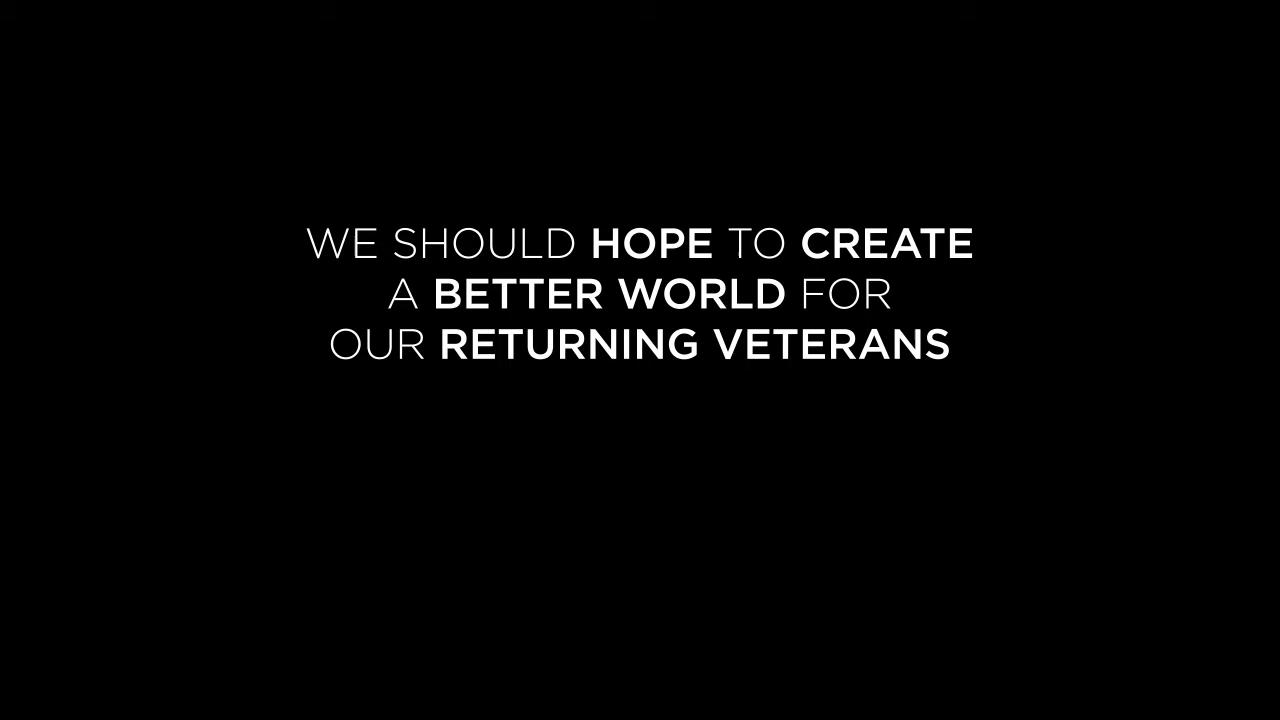 WE SHOULD HOPE TO CREATE
A BETTER WORLD FOR
OUR RETURNING VETERANS